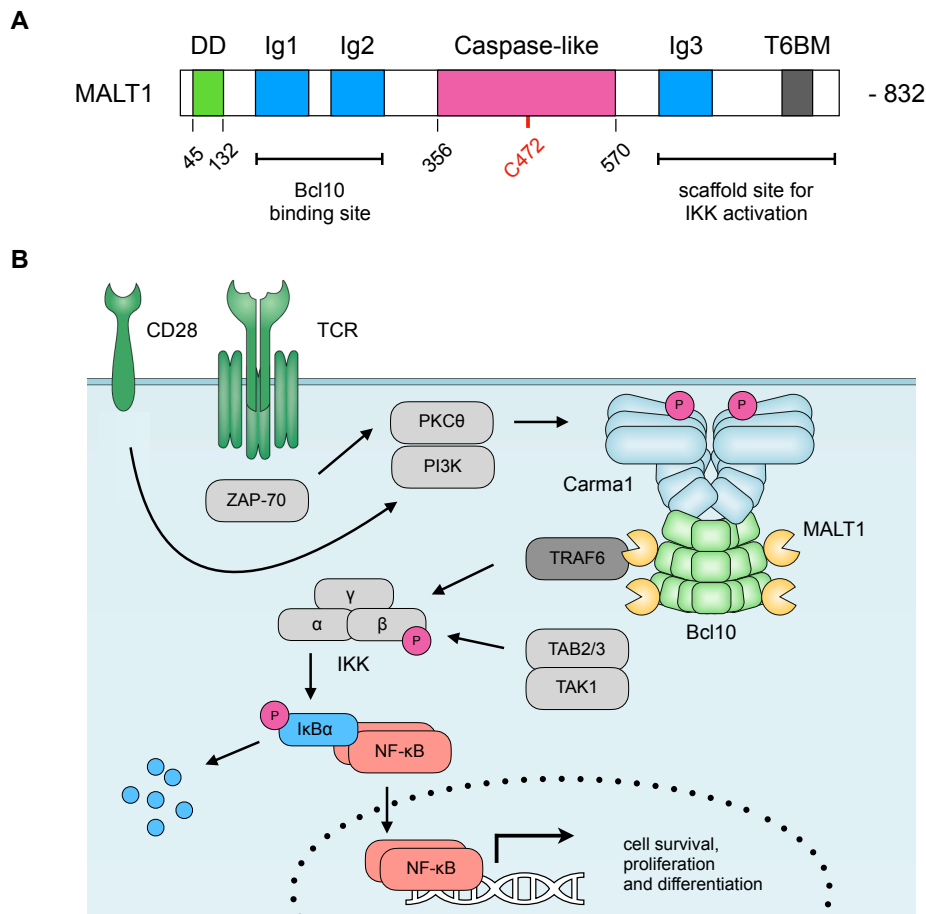 A
DD Ig1 Ig2 Caspase-like Ig3 T6BM
MALT1 - 832
45 132 356 C472 570
Bcl10
binding site
scaffold site for
IKK activation
B
CD28 TCR
PKCθ
PI3K
ZAP-70
P P
Carma1
MALT1
TRAF6
Bcl10
γ
α β
P
IKK
TAB2/3
TAK1
P
IκBα
NF-κB
NF-κB
cell survival,
proliferation
and differentiation